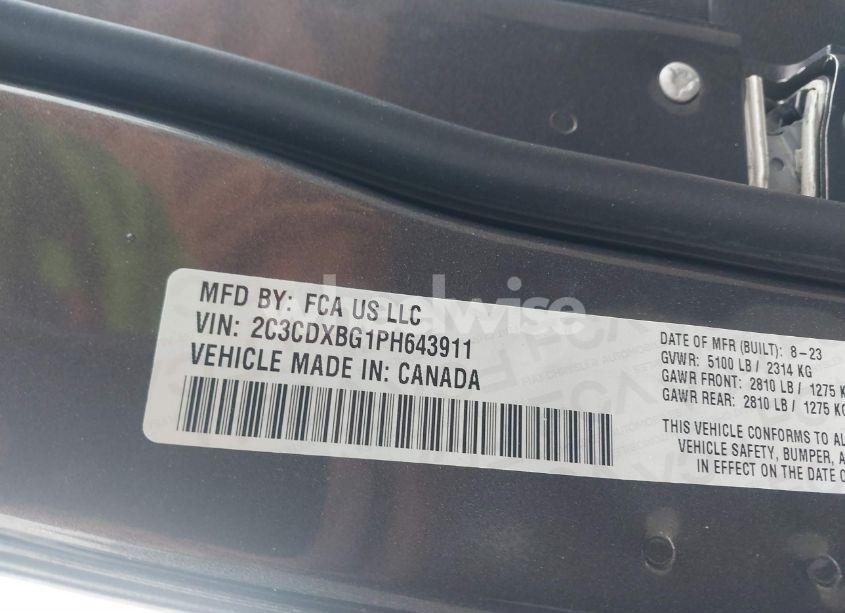 wheelwise
MFD BY: FCA US LLC
VIN: 2C3CDXBG1PH643911
VEHICLE MADE IN: CANADA
DATE OF MFR (BUILT): 8-23
GVWR: 5100 LB / 2314 KG
GAWR FRONT: 2810 LB / 1275 K
GAWR REAR: 2810 LB / 1275 KG
THIS VEHICLE CONFORMS TO AL
VEHICLE SAFETY, BUMPER, A
IN EFFECT ON THE DATE O